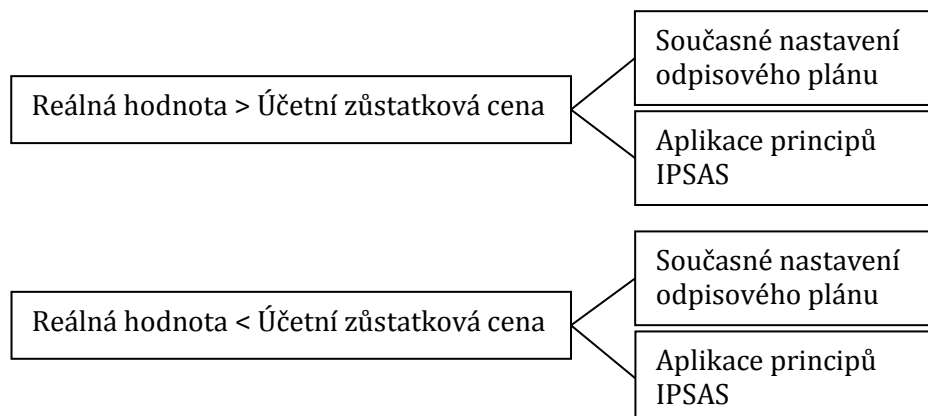 Současné nastavení
odpisového plánu
Reálná hodnota > Účetní zůstatková cena
Aplikace principů
IPSAS
Současné nastavení
odpisového plánu
Reálná hodnota < Účetní zůstatková cena
Aplikace principů
IPSAS